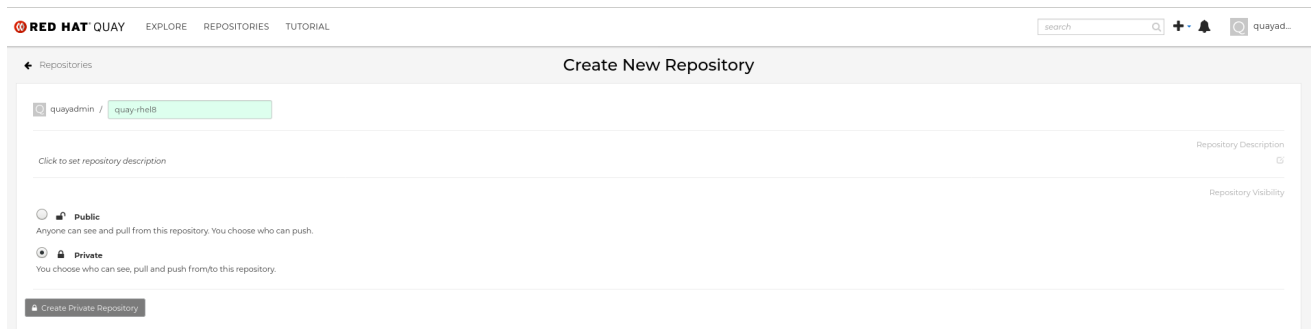 RED HAT QUAY EXPLORE REPOSITORIES TUTORIAL search quayad...
Repositories Create New Repository
Q quayadmin / quay-rhel8
Repository Description
Click to set repository description
Repository Visibility
Public
Anyone can see and pull from this repository. You choose who can push.
Private
You choose who can see, pull and push from/to this repository.
Create Private Repository